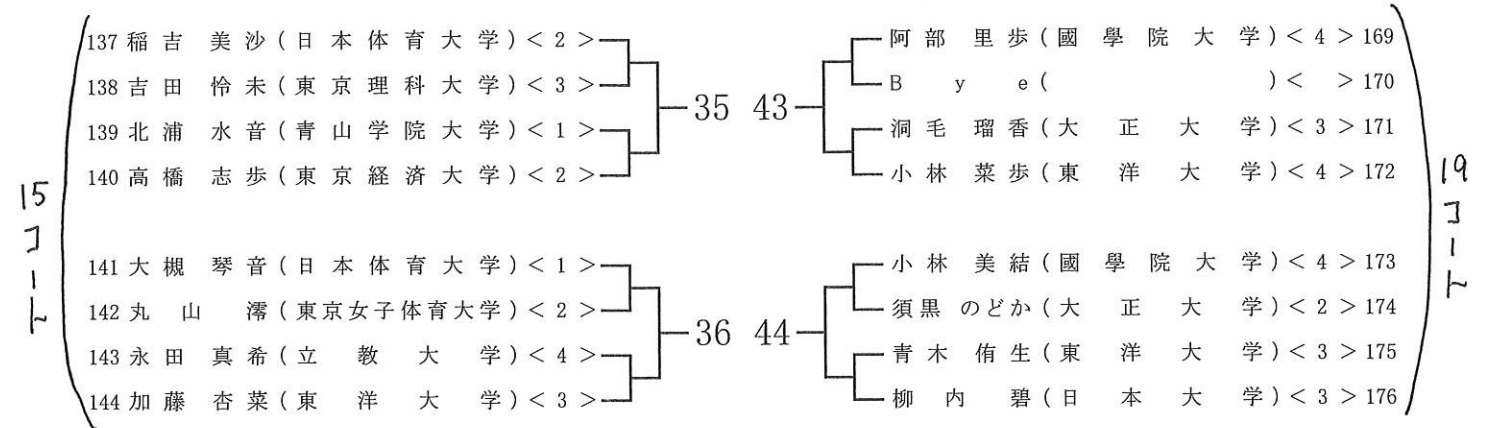 15コート
137 稲吉 美沙 (日本体育大学) < 2 >
138 吉田 怜未 (東京理科大学) < 3 >
139 北浦 水音 (青山学院大学) < 1 >
140 高橋 志歩 (東京経済大学) < 2 >
35
141 大槻 琴音 (日本体育大学) < 1 >
142 丸山 澪 (東京女子体育大学) < 2 >
143 永田 真希 (立教大学) < 4 >
144 加藤 杏菜 (東洋大学) < 3 >
36
43
阿部 里歩 (國學院大学) < 4 > 169
Bye ( ) < > 170
洞毛 瑠香 (大正大学) < 3 > 171
小林 菜歩 (東洋大学) < 4 > 172
44
小林 美結 (國學院大学) < 4 > 173
須黒 のどか (大正大学) < 2 > 174
青木 侑生 (東洋大学) < 3 > 175
柳内 碧 (日本大学) < 3 > 176
19コート